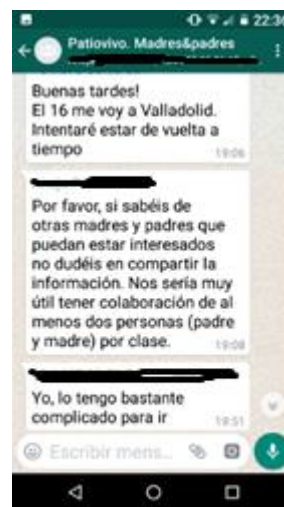 22:36
Patiovivo. Madres&padres
Buenas tardes!
El 16 me voy a Valladolid.
Intentaré estar de vuelta a
tiempo
19:06
Por favor, si sabéis de
otras madres y padres que
puedan estar interesados
no dudéis en compartir la
información. Nos sería muy
útil tener colaboración de al
menos dos personas (padre
y madre) por clase.
19:08
Yo, lo tengo bastante
complicado para ir
19:51
Escribir mens...